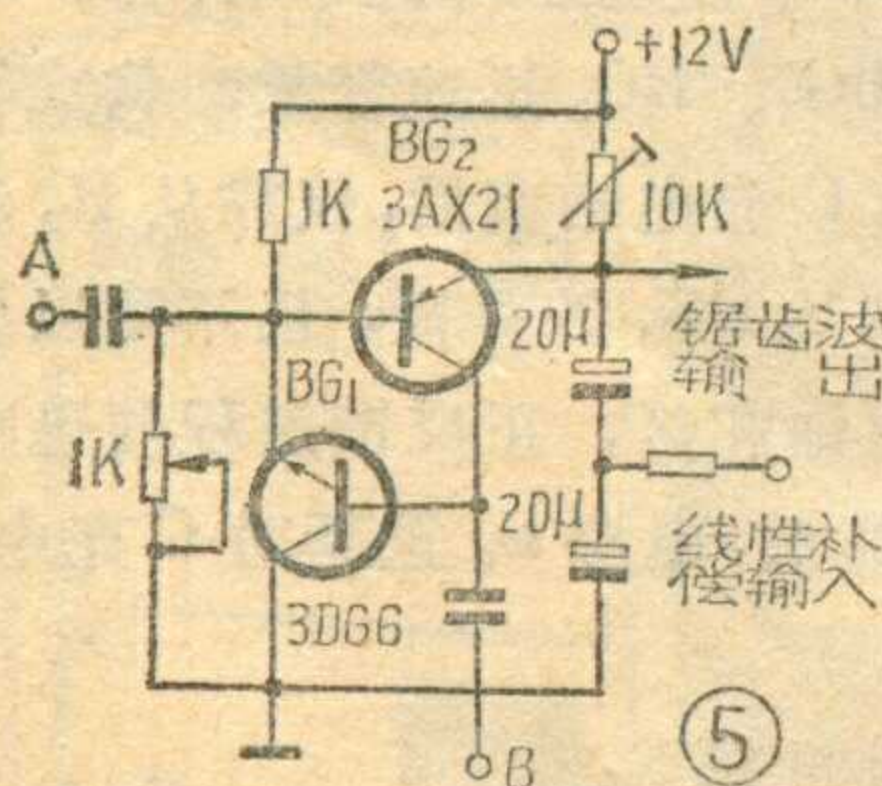 +12V
BG₂
1K
3AX21
10K
A
20μ
锯齿波
输 出
BG₁
1K
20μ
线性补
偿输入
3DG6
B
⑤